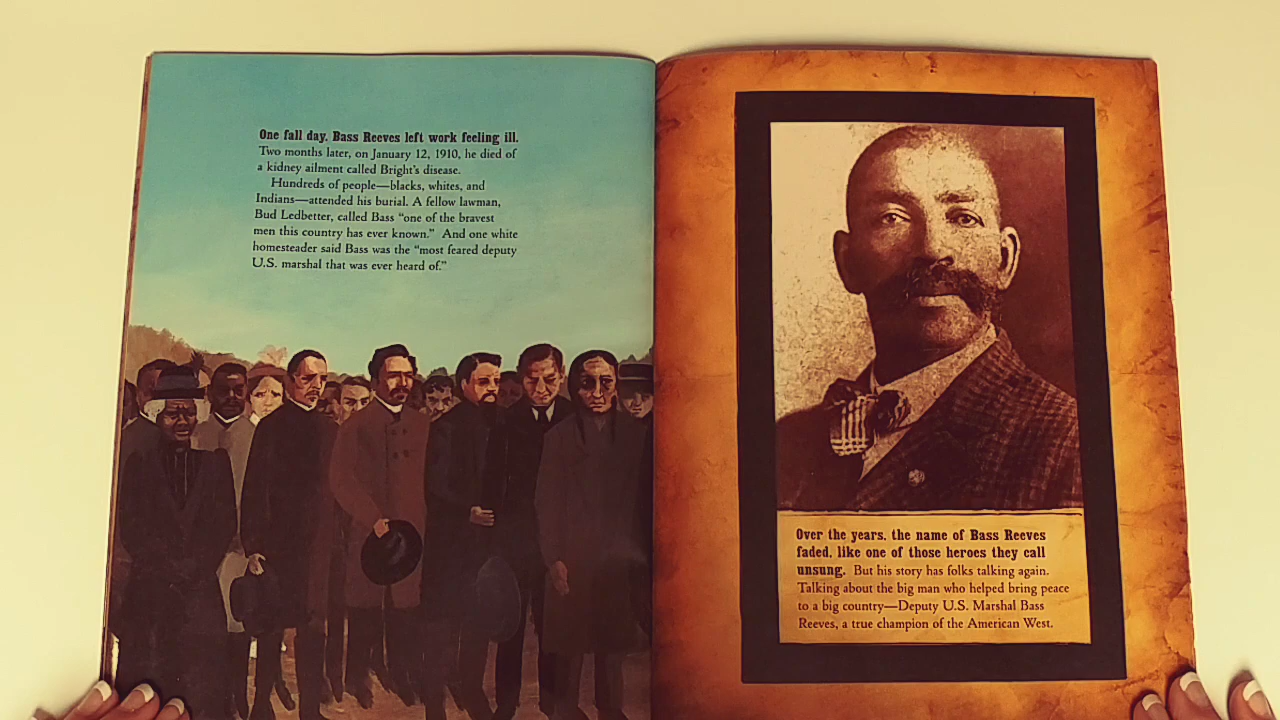 One fall day, Bass Reeves left work feeling ill.
Two months later, on January 12, 1910, he died of
a kidney ailment called Bright's disease.
Hundreds of people—blacks, whites, and
Indians—attended his burial. A fellow lawman,
Bud Ledbetter, called Bass "one of the bravest
men this country has ever known." And one white
homesteader said Bass was the "most feared deputy
U.S. marshal that was ever heard of."
Over the years, the name of Bass Reeves
faded, like one of those heroes they call
unsung. But his story has folks talking again.
Talking about the big man who helped bring peace
to a big country—Deputy U.S. Marshal Bass
Reeves, a true champion of the American West.